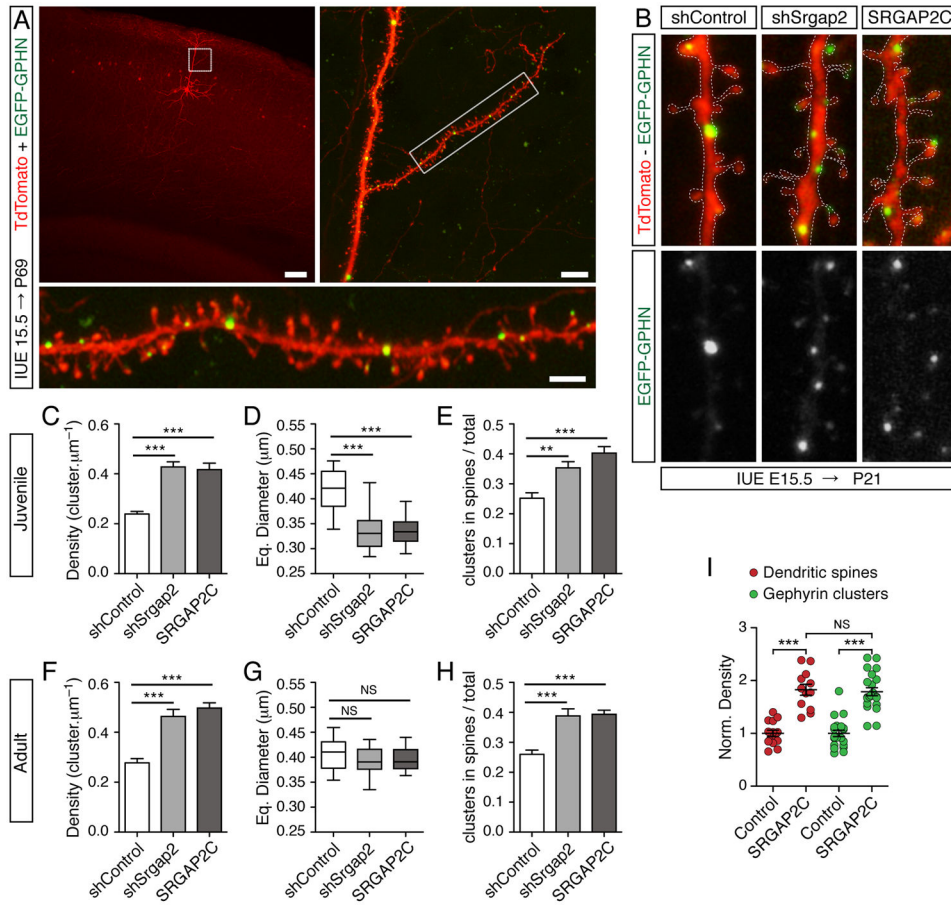 A
IUE 15.5 → P69 TdTomato + EGFP-GPHN
B
shControl shSrgap2 SRGAP2C
TdTomato - EGFP-GPHN
EGFP-GPHN
IUE E15.5 → P21
Juvenile
C
Density (cluster.µm⁻¹)
0.6
0.4
0.2
0.0
***
***
shControl
shSrgap2
SRGAP2C
D
Eq. Diameter (µm)
0.50
0.45
0.40
0.35
0.30
0.25
***
***
shControl
shSrgap2
SRGAP2C
E
clusters in spines / total
0.5
0.4
0.3
0.2
0.1
0.0
***
**
shControl
shSrgap2
SRGAP2C
Adult
F
Density (cluster.µm⁻¹)
0.6
0.4
0.2
0.0
***
***
shControl
shSrgap2
SRGAP2C
G
Eq. Diameter (µm)
0.50
0.45
0.40
0.35
0.30
0.25
NS
NS
shControl
shSrgap2
SRGAP2C
H
clusters in spines / total
0.5
0.4
0.3
0.2
0.1
0.0
***
***
shControl
shSrgap2
SRGAP2C
I
Dendritic spines
Gephyrin clusters
Norm. Density
3
2
1
0
NS
*** ***
Control
SRGAP2C
Control
SRGAP2C